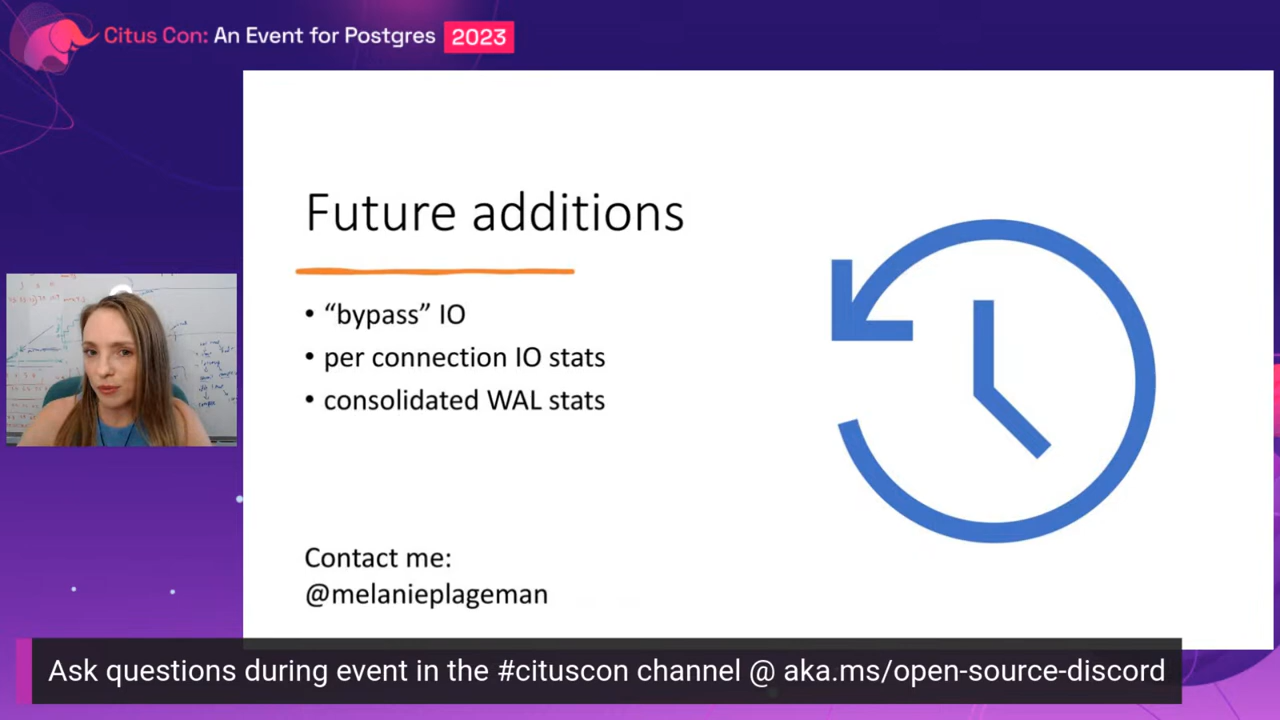 Citus Con: An Event for Postgres 2023
Future additions
• “bypass” IO
• per connection IO stats
• consolidated WAL stats
Contact me:
@melanieplageman
Ask questions during event in the #cituscon channel @ aka.ms/open-source-discord